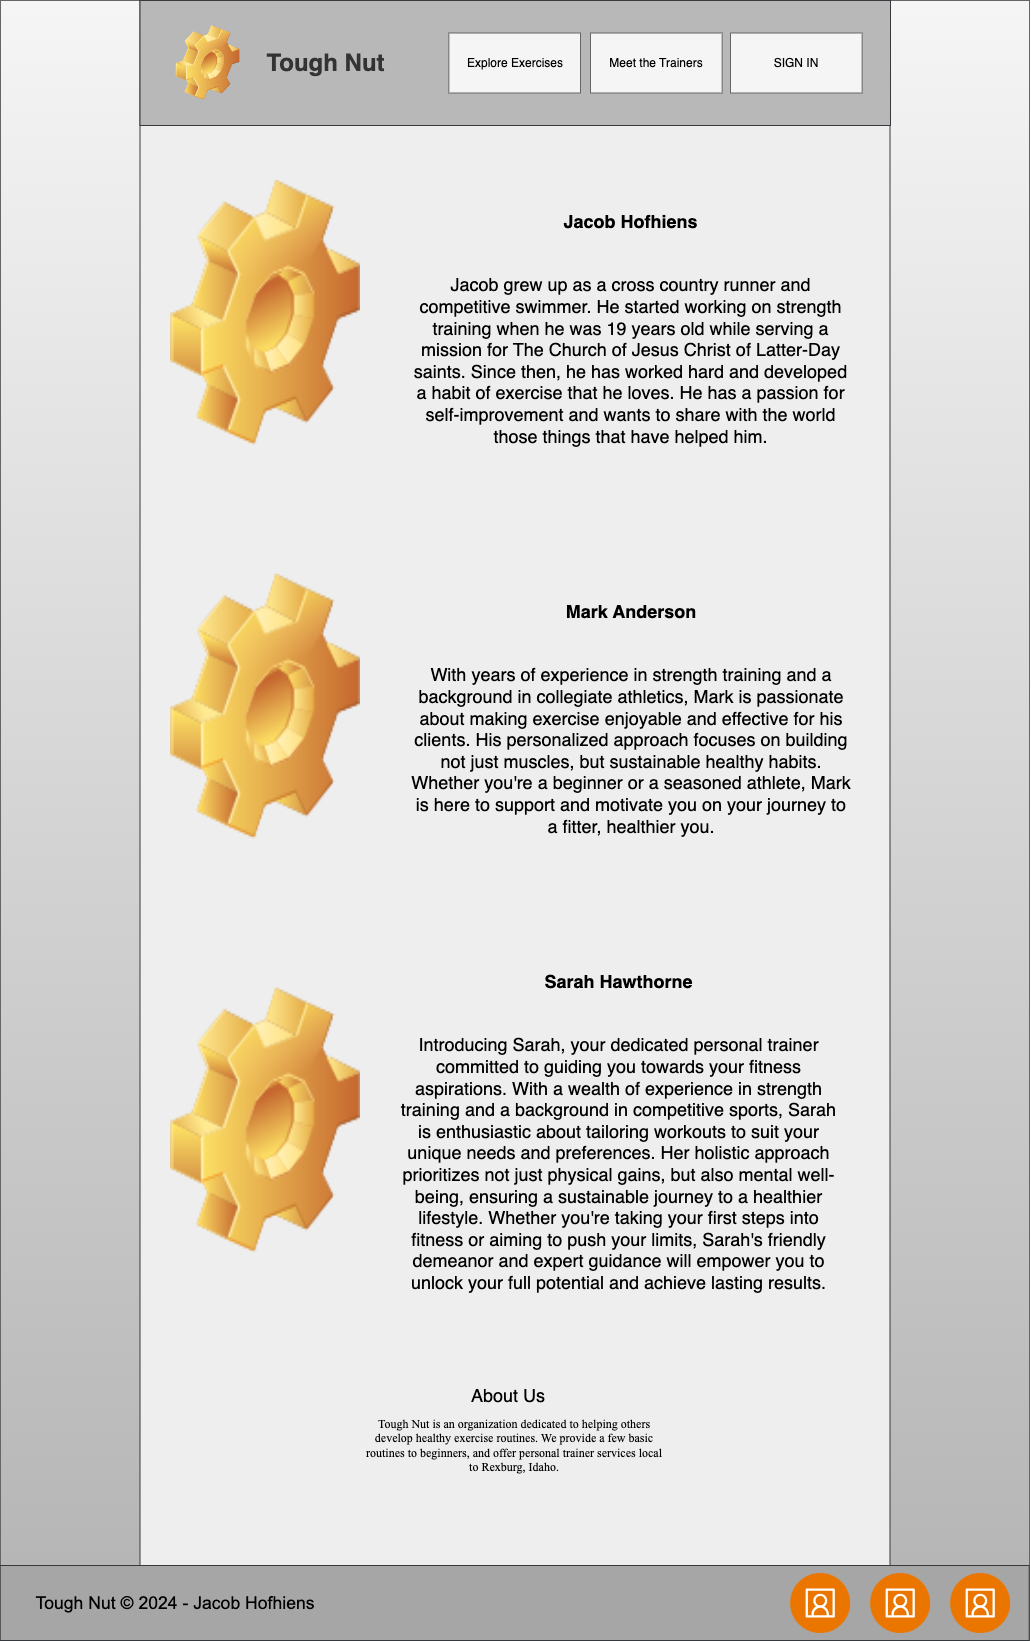 Tough Nut
Explore Exercises
Meet the Trainers
SIGN IN
Jacob Hofhiens
Jacob grew up as a cross country runner and
competitive swimmer. He started working on strength
training when he was 19 years old while serving a
mission for The Church of Jesus Christ of Latter-Day
saints. Since then, he has worked hard and developed
a habit of exercise that he loves. He has a passion for
self-improvement and wants to share with the world
those things that have helped him.
Mark Anderson
With years of experience in strength training and a
background in collegiate athletics, Mark is passionate
about making exercise enjoyable and effective for his
clients. His personalized approach focuses on building
not just muscles, but sustainable healthy habits.
Whether you're a beginner or a seasoned athlete, Mark
is here to support and motivate you on your journey to
a fitter, healthier you.
Sarah Hawthorne
Introducing Sarah, your dedicated personal trainer
committed to guiding you towards your fitness
aspirations. With a wealth of experience in strength
training and a background in competitive sports, Sarah
is enthusiastic about tailoring workouts to suit your
unique needs and preferences. Her holistic approach
prioritizes not just physical gains, but also mental well-
being, ensuring a sustainable journey to a healthier
lifestyle. Whether you're taking your first steps into
fitness or aiming to push your limits, Sarah's friendly
demeanor and expert guidance will empower you to
unlock your full potential and achieve lasting results.
About Us
Tough Nut is an organization dedicated to helping others
develop healthy exercise routines. We provide a few basic
routines to beginners, and offer personal trainer services local
to Rexburg, Idaho.
Tough Nut © 2024 - Jacob Hofhiens